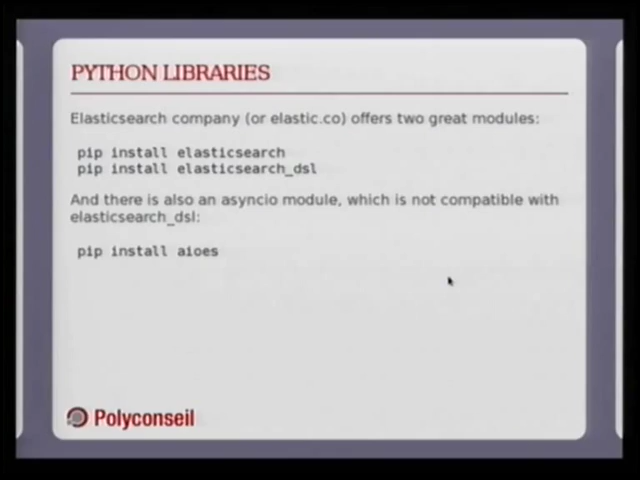 PYTHON LIBRARIES
Elasticsearch company (or elastic.co) offers two great modules:
pip install elasticsearch
pip install elasticsearch_dsl
And there is also an asyncio module, which is not compatible with
elasticsearch_dsl:
pip install aioes
Polyconseil